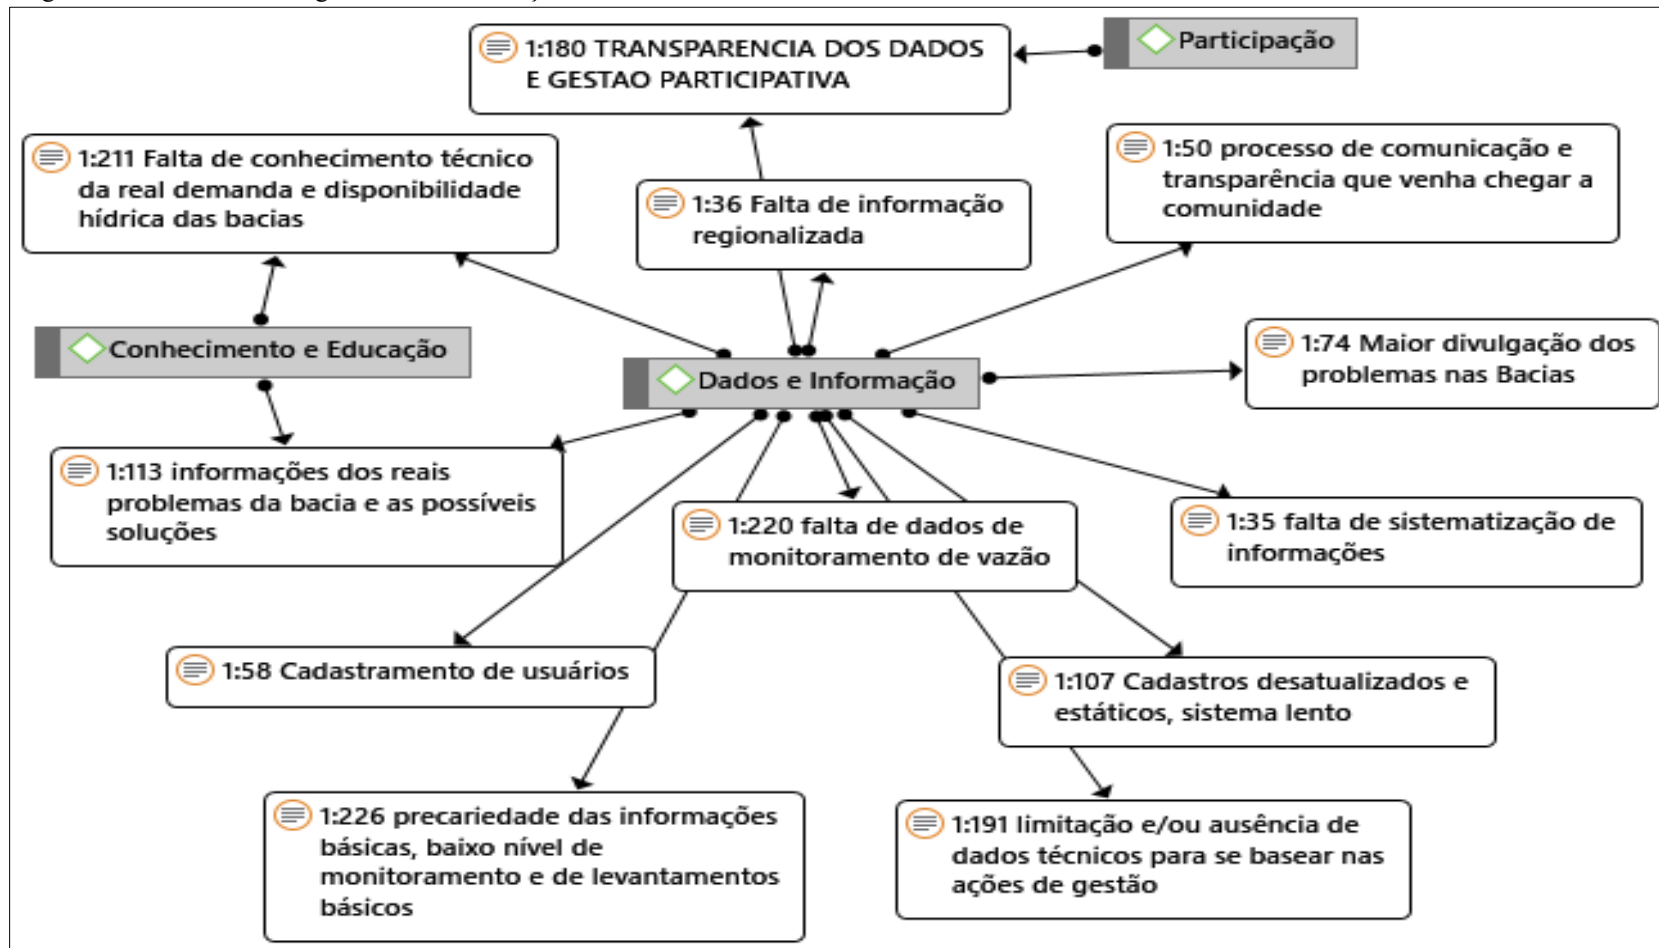 1:180 TRANSPARENCIA DOS DADOS
E GESTAO PARTICIPATIVA
Participação
1:211 Falta de conhecimento técnico
da real demanda e disponibilidade
hídrica das bacias
1:36 Falta de informação
regionalizada
1:50 processo de comunicação e
transparência que venha chegar a
comunidade
Conhecimento e Educação
Dados e Informação
1:74 Maior divulgação dos
problemas nas Bacias
1:113 informações dos reais
problemas da bacia e as possíveis
soluções
1:220 falta de dados de
monitoramento de vazão
1:35 falta de sistematização de
informações
1:58 Cadastramento de usuários
1:107 Cadastros desatualizados e
estáticos, sistema lento
1:226 precariedade das informações
básicas, baixo nível de
monitoramento e de levantamentos
básicos
1:191 limitação e/ou ausência de
dados técnicos para se basear nas
ações de gestão